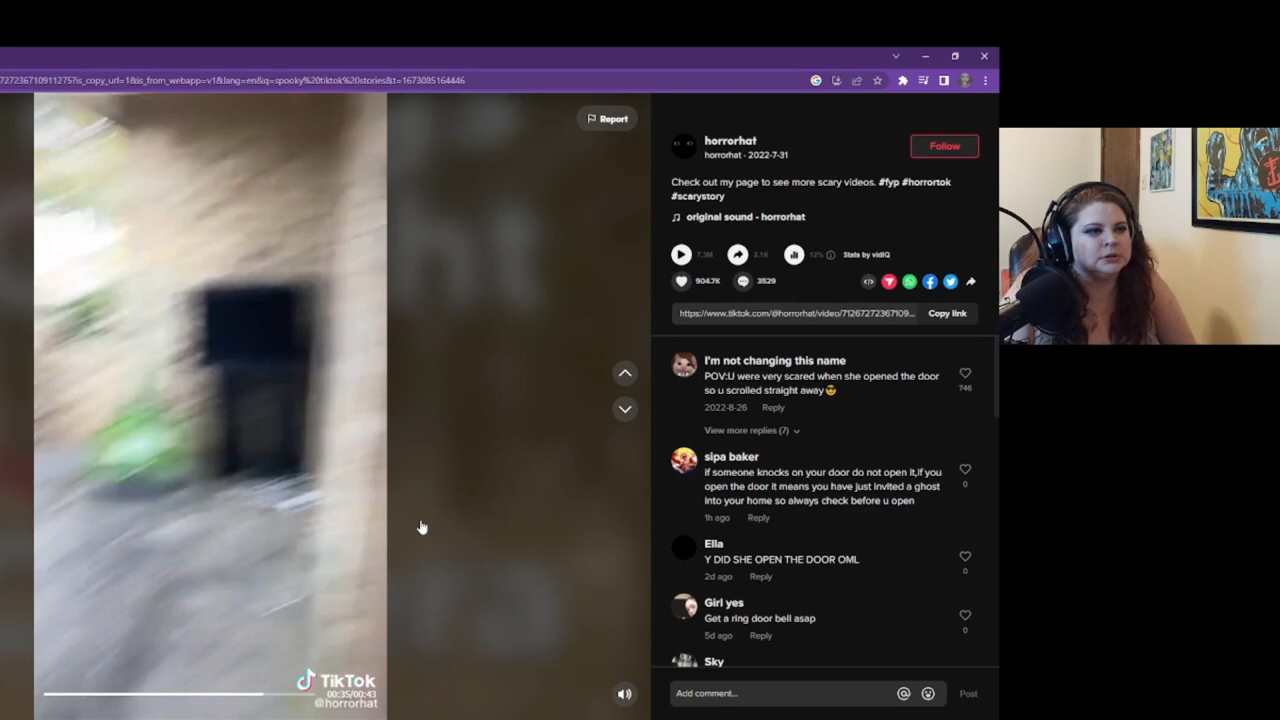 727236710911275?is_copy_url=1&is_from_webapp=v1&lang=en&q=spooky%20tiktok%20stories&t=1673085164446
Report
horrorhat
horrorhat · 2022-7-31
Follow
Check out my page to see more scary videos. #fyp #horrortok
#scarystory
original sound - horrorhat
7.3M
2.1K
12%
Stats by vidIQ
904.7K
3529
https://www.tiktok.com/@horrorhat/video/71267272367109...
Copy link
I'm not changing this name
POV:U were very scared when she opened the door
so u scrolled straight away😎
746
2022-8-26
Reply
View more replies (7)
sipa baker
if someone knocks on your door do not open it,if you
open the door it means you have just invited a ghost
into your home so always check before u open
0
1h ago
Reply
Ella
Y DID SHE OPEN THE DOOR OML
0
2d ago
Reply
Girl yes
Get a ring door bell asap
0
5d ago
Reply
Sky
Add comment...
Post
TikTok
00:35/00:43
@horrorhat